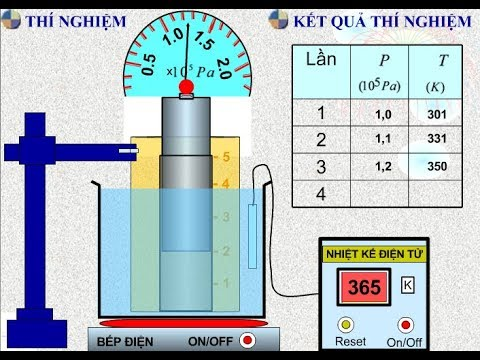 THÍ NGHIỆM
KẾT QUẢ THÍ NGHIỆM
0.5 1.0 1.5 2.0
x10⁵ Pa
Lần P T
(10⁵Pa) (K)
1 1,0 301
2 1,1 331
3 1,2 350
4
5
4
3
2
1
NHIỆT KẾ ĐIỆN TỬ
365 K
Reset On/Off
BẾP ĐIỆN ON/OFF